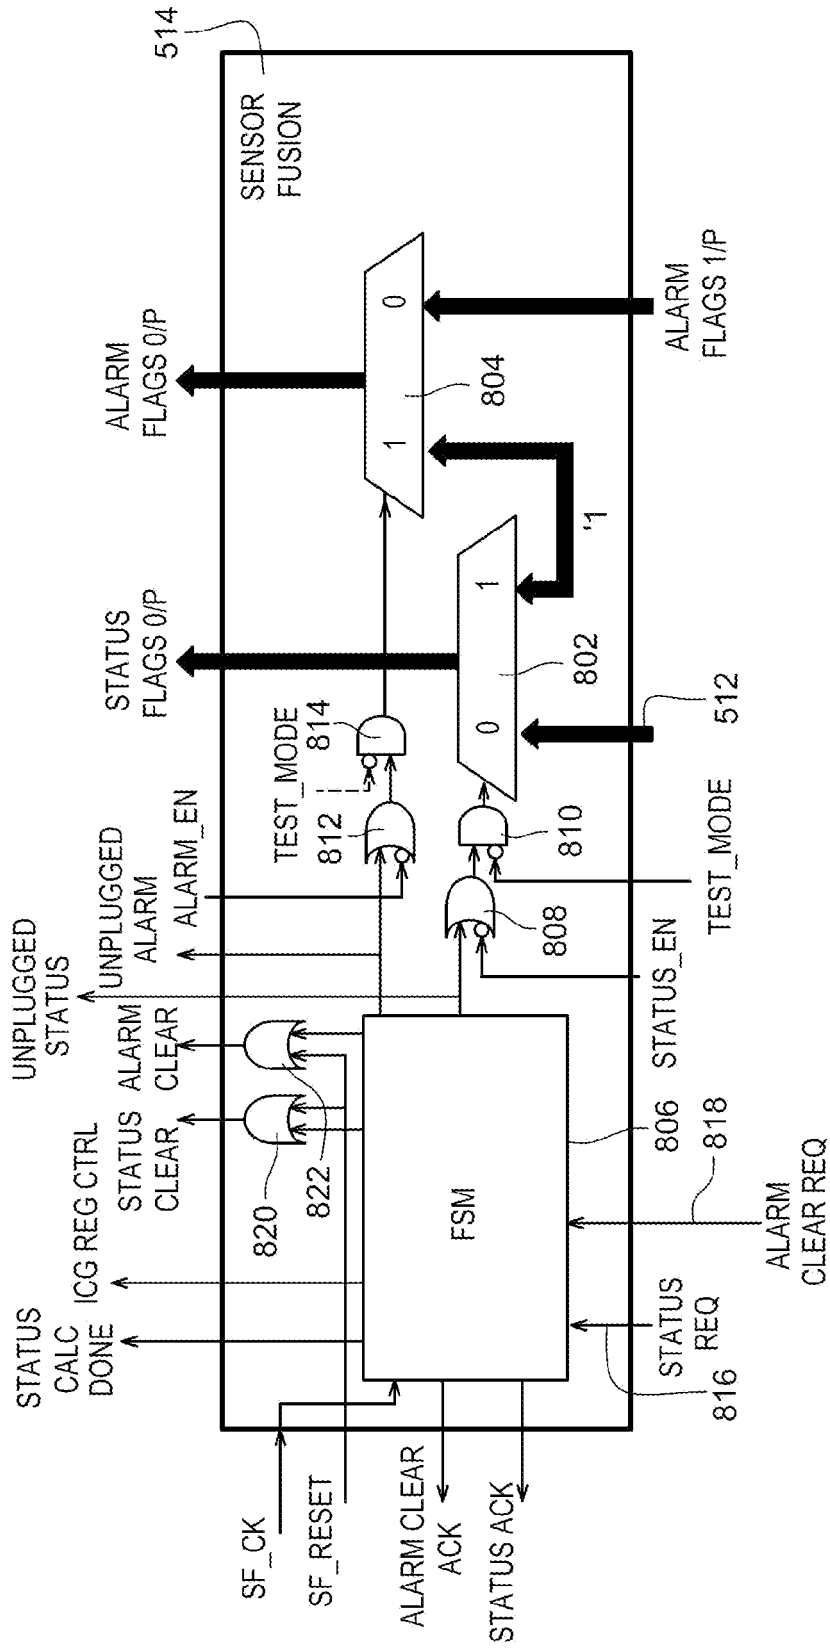 STATUS
CALC
DONE
ICG REG CTRL
STATUS
CLEAR
ALARM
CLEAR
UNPLUGGED
STATUS
UNPLUGGED
ALARM
ALARM_EN
STATUS
FLAGS 0/P
ALARM
FLAGS 0/P
514
SENSOR
FUSION
SF_CK
SF_RESET
820
822
TEST_MODE
812
814
ALARM CLEAR
ACK
STATUS ACK
FSM
1
0
804
0
1
808
810
802
'1
STATUS
REQ
816
ALARM
CLEAR REQ
818
806
STATUS_EN
TEST_MODE
512
ALARM
FLAGS 1/P